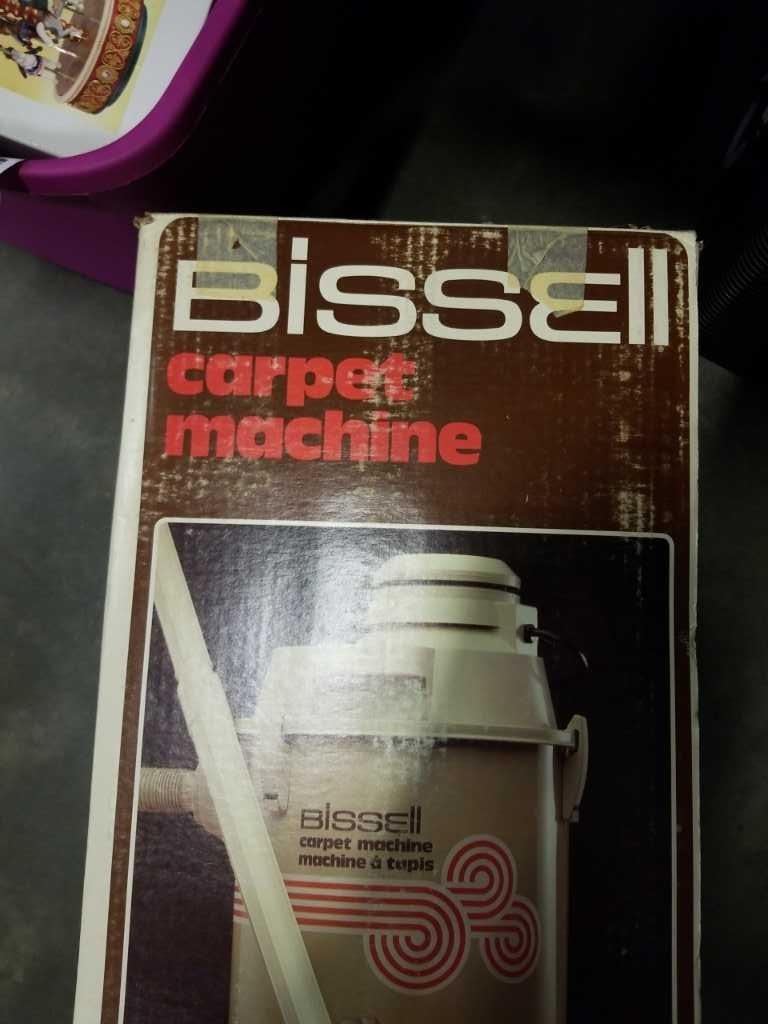 Bissell
carpet
machine
Bissell
carpet machine
machine à tapis